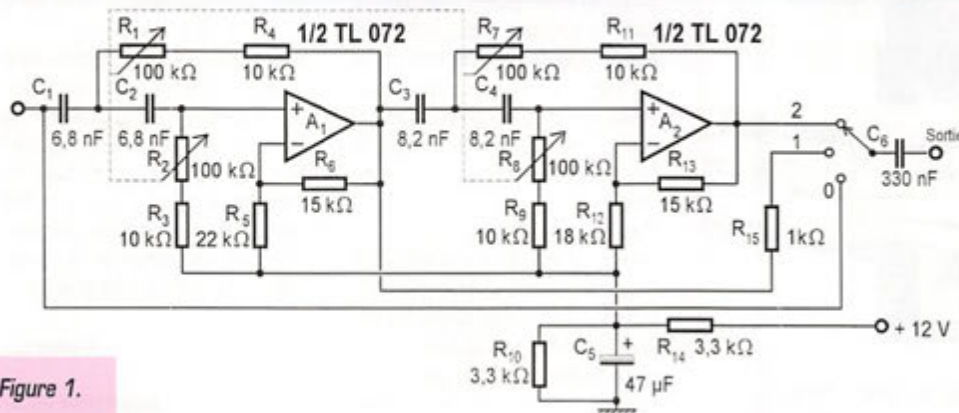 R1
R4
1/2 TL 072
R7
R11
1/2 TL 072
100 kΩ
10 kΩ
100 kΩ
10 kΩ
C1
C2
C3
C4
6,8 nF
6,8 nF
8,2 nF
8,2 nF
+
A1
−
+
A2
−
2
1
0
C6
Sortie
330 nF
R2
100 kΩ
R6
15 kΩ
R8
100 kΩ
R13
15 kΩ
R3
10 kΩ
R5
22 kΩ
R9
10 kΩ
R12
18 kΩ
R15
1kΩ
+ 12 V
R10
3,3 kΩ
C5
+
47 µF
R14
3,3 kΩ
Figure 1.